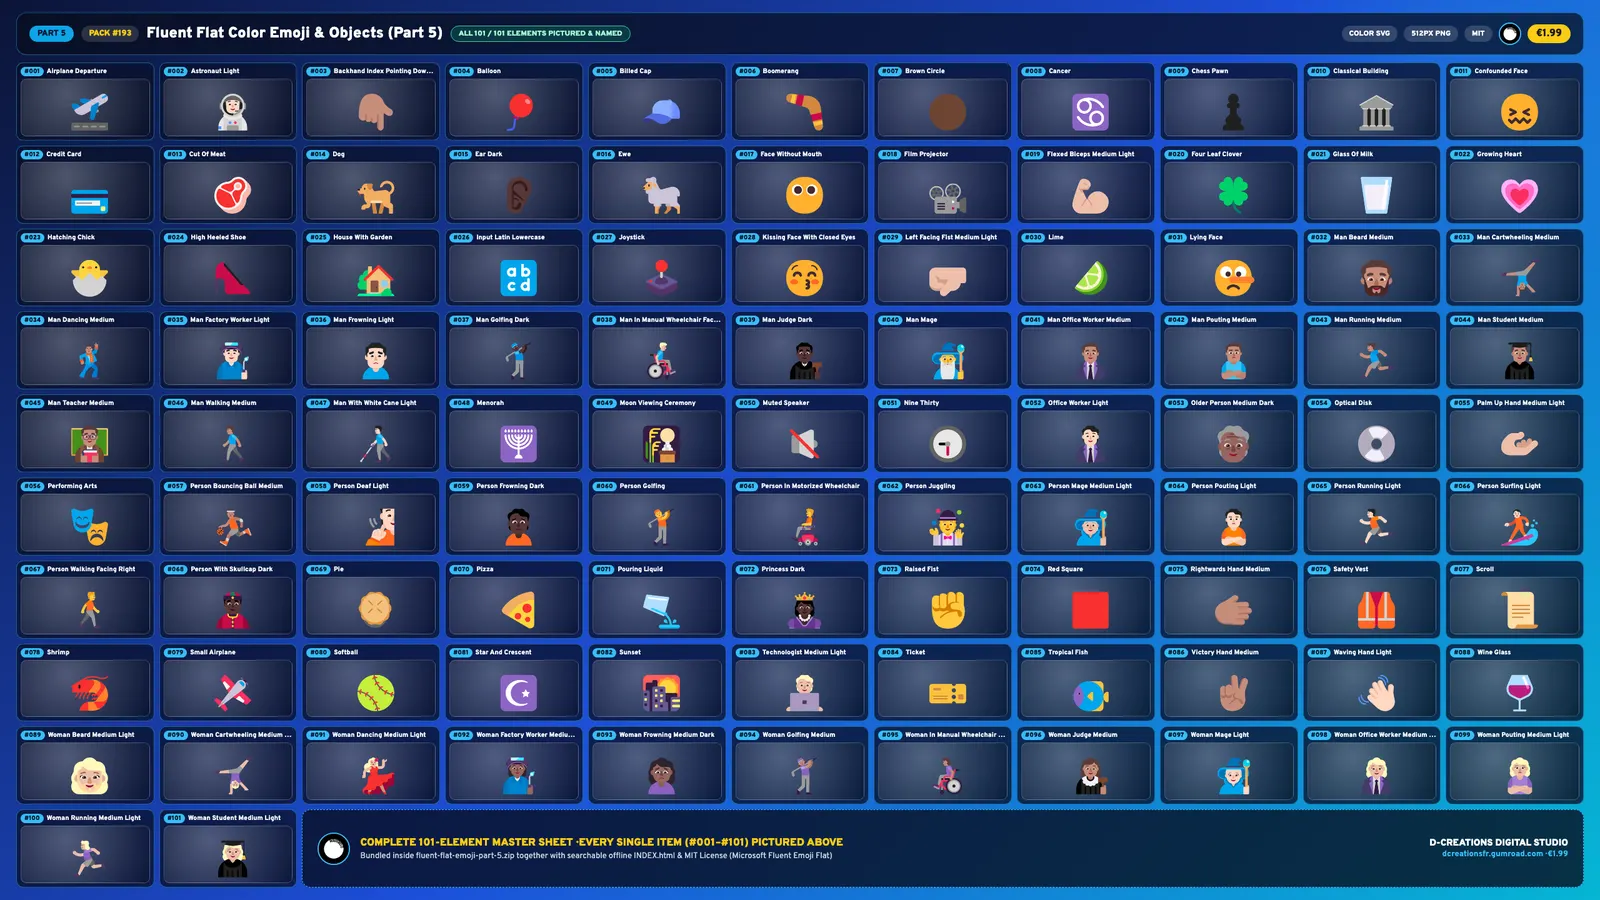 PART 5 PACK #193 Fluent Flat Color Emoji & Objects (Part 5) ALL 101 / 101 ELEMENTS PICTURED & NAMED COLOR SVG 512PX PNG MIT €1.99
#001 Airplane Departure #002 Astronaut Light #003 Backhand Index Pointing Dow... #004 Balloon #005 Billed Cap #006 Boomerang #007 Brown Circle #008 Cancer #009 Chess Pawn #010 Classical Building #011 Confounded Face
#012 Credit Card #013 Cut Of Meat #014 Dog #015 Ear Dark #016 Ewe #017 Face Without Mouth #018 Film Projector #019 Flexed Biceps Medium Light #020 Four Leaf Clover #021 Glass Of Milk #022 Growing Heart
#023 Hatching Chick #024 High Heeled Shoe #025 House With Garden #026 Input Latin Lowercase #027 Joystick #028 Kissing Face With Closed Eyes #029 Left Facing Fist Medium Light #030 Lime #031 Lying Face #032 Man Beard Medium #033 Man Cartwheeling Medium
a b
c d
#034 Man Dancing Medium #035 Man Factory Worker Light #036 Man Frowning Light #037 Man Golfing Dark #038 Man In Manual Wheelchair Fac... #039 Man Judge Dark #040 Man Mage #041 Man Office Worker Medium #042 Man Pouting Medium #043 Man Running Medium #044 Man Student Medium
#045 Man Teacher Medium #046 Man Walking Medium #047 Man With White Cane Light #048 Menorah #049 Moon Viewing Ceremony #050 Muted Speaker #051 Nine Thirty #052 Office Worker Light #053 Older Person Medium Dark #054 Optical Disk #055 Palm Up Hand Medium Light
#056 Performing Arts #057 Person Bouncing Ball Medium #058 Person Deaf Light #059 Person Frowning Dark #060 Person Golfing #061 Person In Motorized Wheelchair #062 Person Juggling #063 Person Mage Medium Light #064 Person Pouting Light #065 Person Running Light #066 Person Surfing Light
#067 Person Walking Facing Right #068 Person With Skullcap Dark #069 Pie #070 Pizza #071 Pouring Liquid #072 Princess Dark #073 Raised Fist #074 Red Square #075 Rightwards Hand Medium #076 Safety Vest #077 Scroll
#078 Shrimp #079 Small Airplane #080 Softball #081 Star And Crescent #082 Sunset #083 Technologist Medium Light #084 Ticket #085 Tropical Fish #086 Victory Hand Medium #087 Waving Hand Light #088 Wine Glass
#089 Woman Beard Medium Light #090 Woman Cartwheeling Medium ... #091 Woman Dancing Medium Light #092 Woman Factory Worker Mediu... #093 Woman Frowning Medium Dark #094 Woman Golfing Medium #095 Woman In Manual Wheelchair ... #096 Woman Judge Medium #097 Woman Mage Light #098 Woman Office Worker Medium ... #099 Woman Pouting Medium Light
#100 Woman Running Medium Light #101 Woman Student Medium Light
COMPLETE 101-ELEMENT MASTER SHEET · EVERY SINGLE ITEM (#001–#101) PICTURED ABOVE
Bundled inside fluent-flat-emoji-part-5.zip together with searchable offline INDEX.html & MIT License (Microsoft Fluent Emoji Flat)
D-CREATIONS DIGITAL STUDIO
dcreationsfr.gumroad.com · €1.99